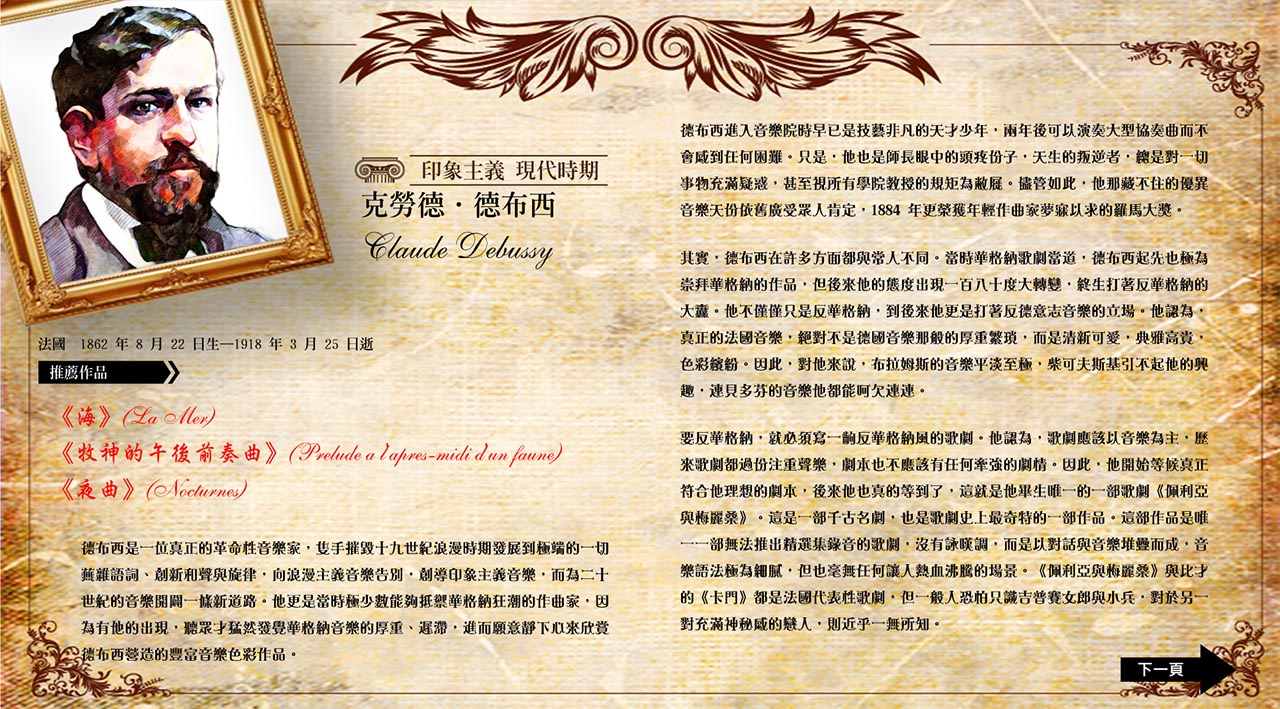 印象主義 現代時期
克勞德·德布西
Claude Debussy
法國 1862 年 8 月 22 日生—1918 年 3 月 25 日逝
推薦作品
《海》(La Mer)
《牧神的午後前奏曲》(Prelude a l'apres-midi d'un faune)
《夜曲》(Nocturnes)
德布西是一位真正的革命性音樂家，隻手摧毀十九世紀浪漫時期發展到極端的一切
蕪雜語詞、創新和聲與旋律，向浪漫主義音樂告別，創導印象主義音樂，而為二十
世紀的音樂開闢一條新道路。他更是當時極少數能夠抵禦華格納狂潮的作曲家，因
為有他的出現，聽眾才猛然發覺華格納音樂的厚重、遲滯，進而願意靜下心來欣賞
德布西營造的豐富音樂色彩作品。
德布西進入音樂院時早已是技藝非凡的天才少年，兩年後可以演奏大型協奏曲而不
會感到任何困難。只是，他也是師長眼中的頭疼份子，天生的叛逆者，總是對一切
事物充滿疑惑，甚至視所有學院教授的規矩為敝屣。儘管如此，他那藏不住的優異
音樂天份依舊廣受眾人肯定，1884 年更榮獲年輕作曲家夢寐以求的羅馬大獎。
其實，德布西在許多方面都與常人不同。當時華格納歌劇當道，德布西起先也極為
崇拜華格納的作品，但後來他的態度出現一百八十度大轉變，終生打著反華格納的
大纛。他不僅僅只是反華格納，到後來他更是打著反德意志音樂的立場。他認為，
真正的法國音樂，絕對不是德國音樂那般的厚重繁瑣，而是清新可愛，典雅高貴，
色彩繽紛。因此，對他來說，布拉姆斯的音樂平淡至極，柴可夫斯基引不起他的興
趣，連貝多芬的音樂他都能呵欠連連。
要反華格納，就必須寫一齣反華格納風的歌劇。他認為，歌劇應該以音樂為主，歷
來歌劇都過份注重聲樂，劇本也不應該有任何牽強的劇情。因此，他開始等候真正
符合他理想的劇本，後來他也真的等到了，這就是他畢生唯一的一部歌劇《佩利亞
與梅麗桑》。這是一部千古名劇，也是歌劇史上最奇特的一部作品。這部作品是唯
一一部無法推出精選集錄音的歌劇，沒有詠嘆調，而是以對話與音樂堆疊而成，音
樂語法極為細膩，但也毫無任何讓人熱血沸騰的場景。《佩利亞與梅麗桑》與比才
的《卡門》都是法國代表性歌劇，但一般人恐怕只識吉普賽女郎與小兵，對於另一
對充滿神秘感的戀人，則近乎一無所知。
下一頁